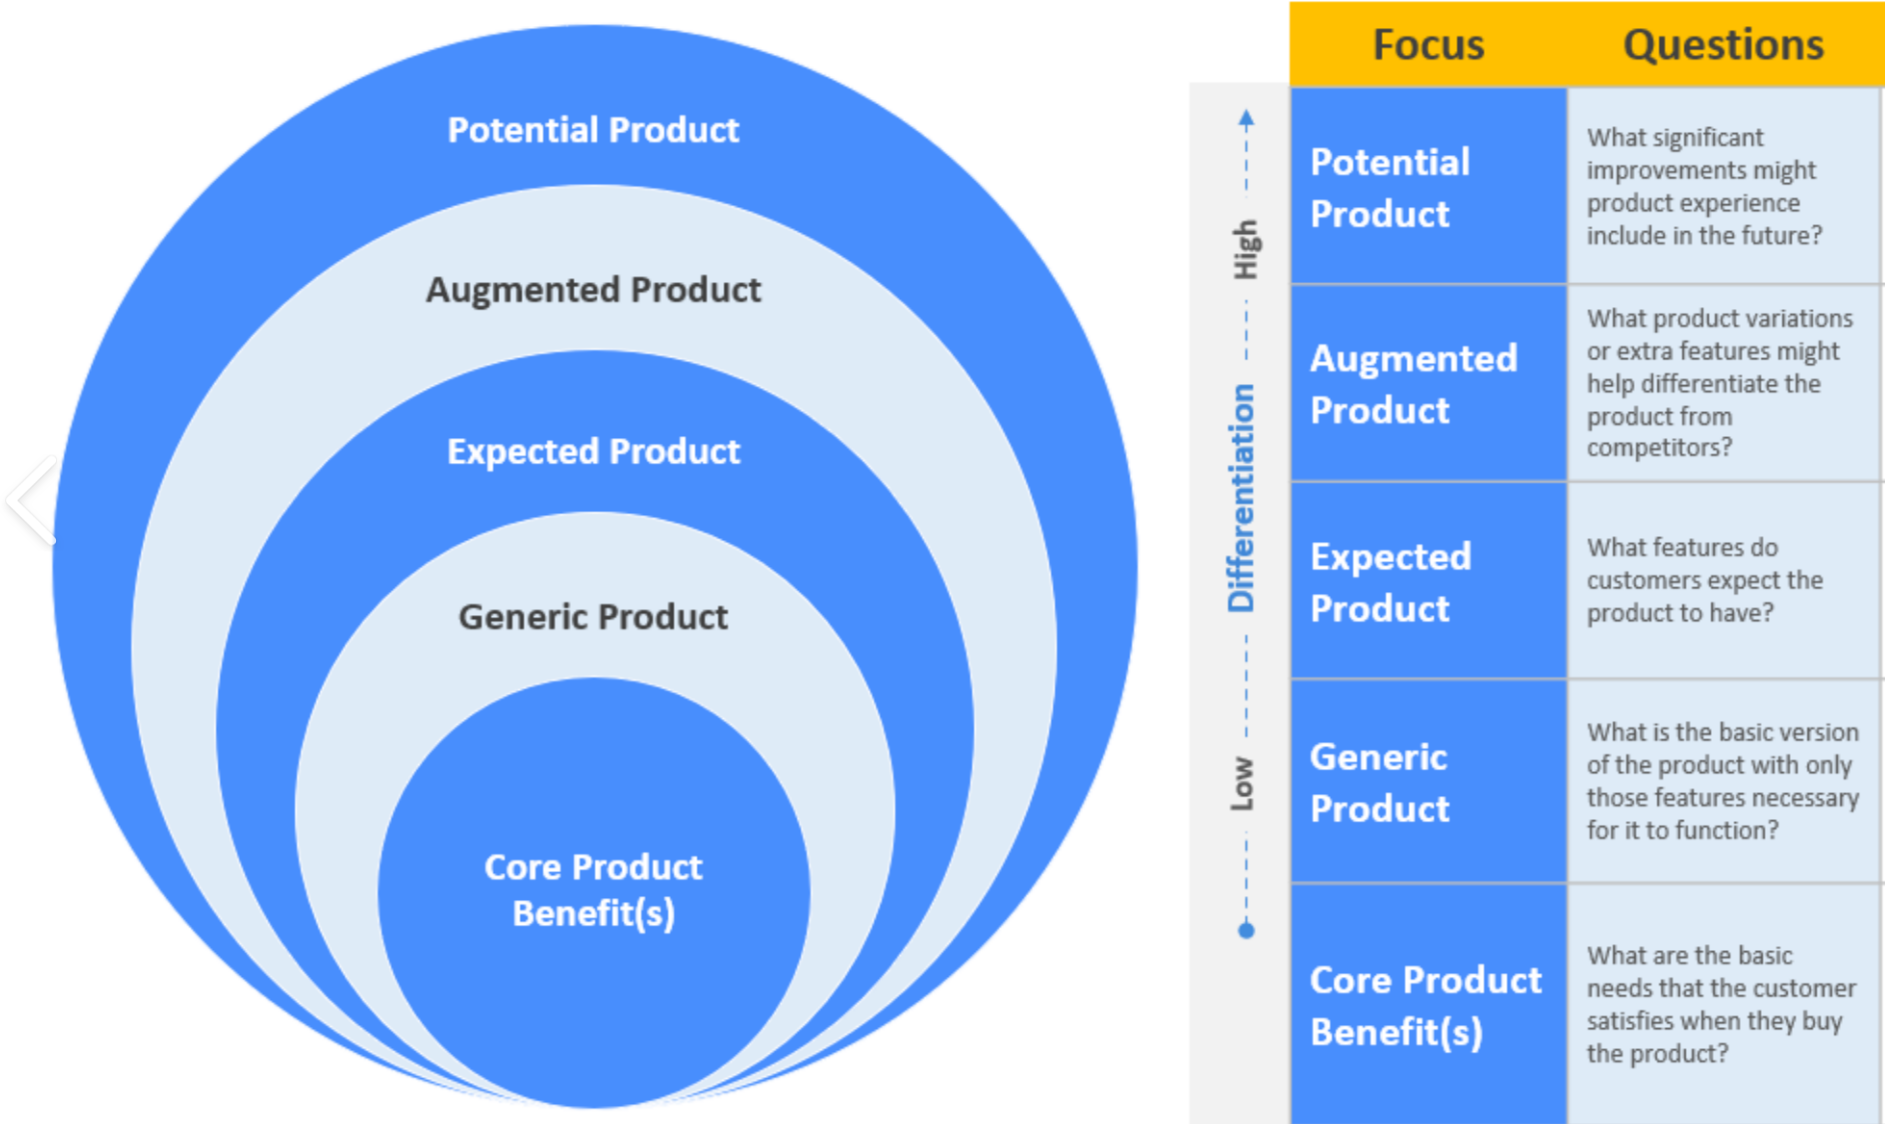 Potential Product
Augmented Product
Expected Product
Generic Product
Core Product
Benefit(s)
High
Differentiation
Low
Focus
Questions
Potential
Product
What significant
improvements might
product experience
include in the future?
Augmented
Product
What product variations
or extra features might
help differentiate the
product from
competitors?
Expected
Product
What features do
customers expect the
product to have?
Generic
Product
What is the basic version
of the product with only
those features necessary
for it to function?
Core Product
Benefit(s)
What are the basic
needs that the customer
satisfies when they buy
the product?